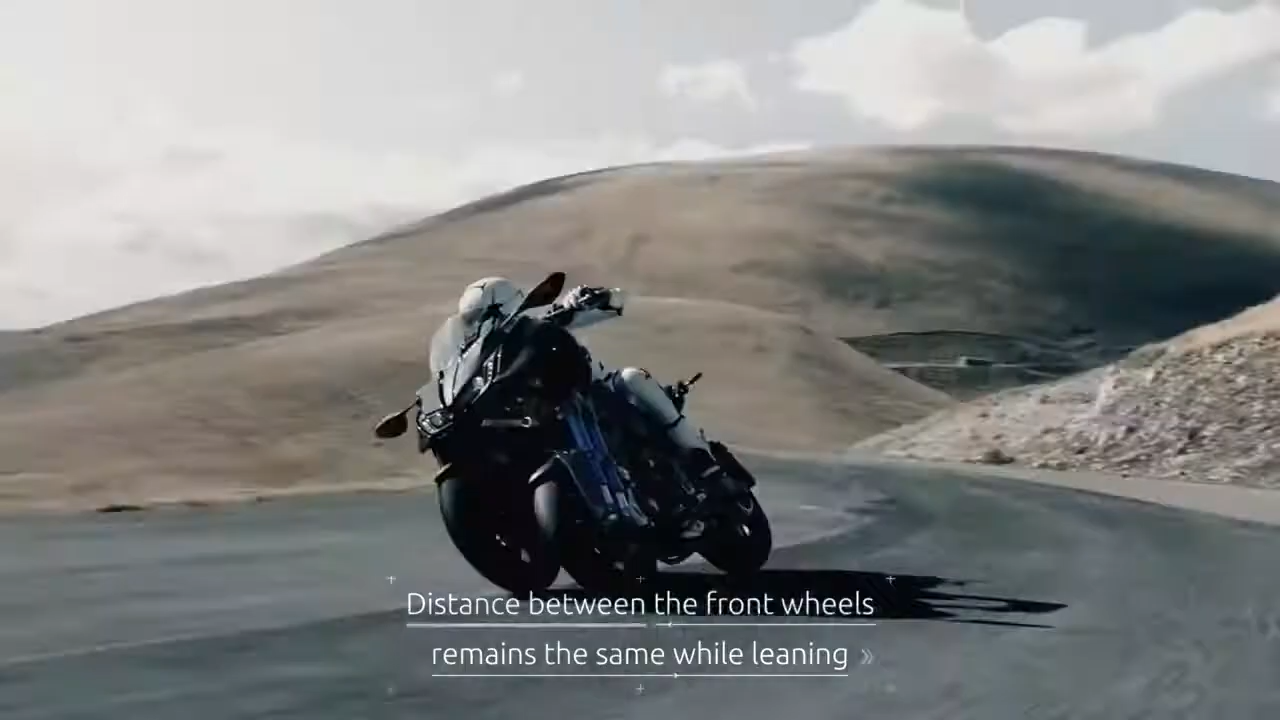 Distance between the front wheels
remains the same while leaning »